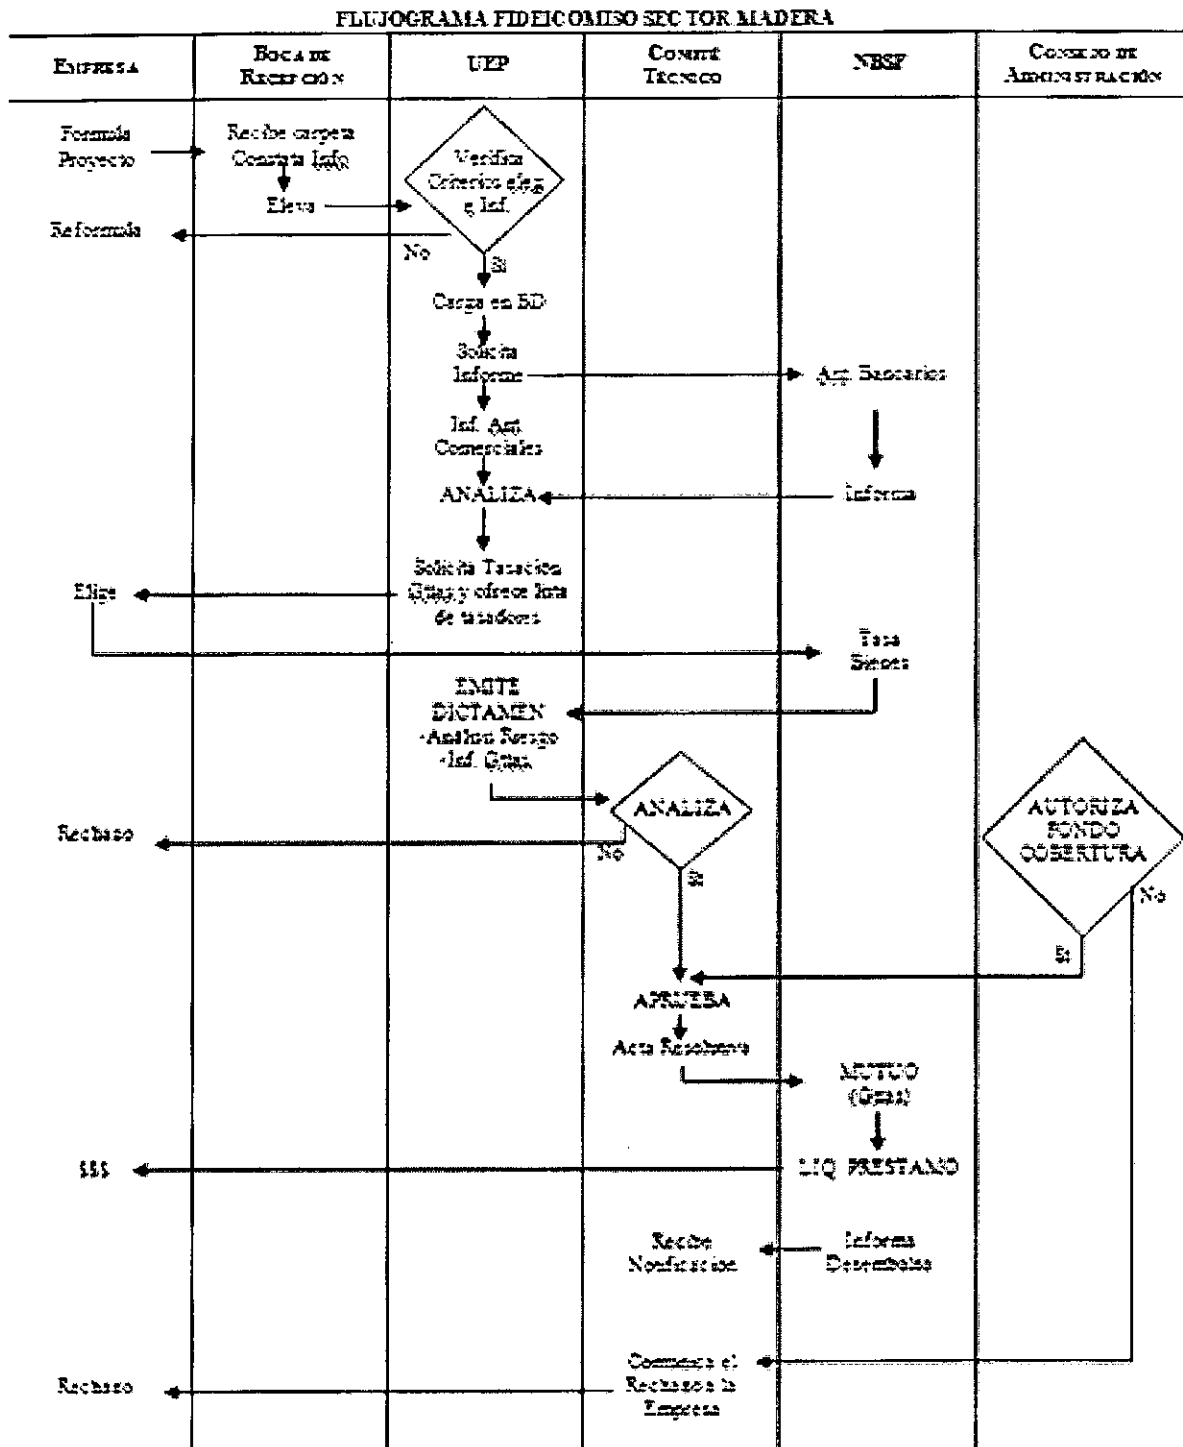 FLUJOGRAMA FIDEICOMISO SECTOR MADERA
EMPRESA
BOCA DE
RECEPCIÓN
UEP
COMITÉ
TÉCNICO
NBSF
CONSEJO DE
ADMINISTRACIÓN
Formula
Proyecto
Recibe carpeta
Constata Info
Eleva
Verifica
Criterios eleg
e Inf.
Reformula
No
Si
Carga en BD
Solicita
Informe
Ant. Bancarios
Inf. Ant.
Comerciales
ANALIZA
Informa
Solicita Tasación
Gtías y ofrece lista
de tasadores
Elige
Tasa
Bienes
EMITE
DICTAMEN
-Análisis Riesgo
-Inf. Gtías
ANALIZA
AUTORIZA
FONDO
COBERTURA
Rechazo
No
Si
No
Si
APRUEBA
Acta Resolutiva
MUTUO
(Gtías)
$$$
LIQ. PRESTAMO
Recibe
Notificación
Informa
Desembolso
Comunica el
Rechazo a la
Empresa
Rechazo